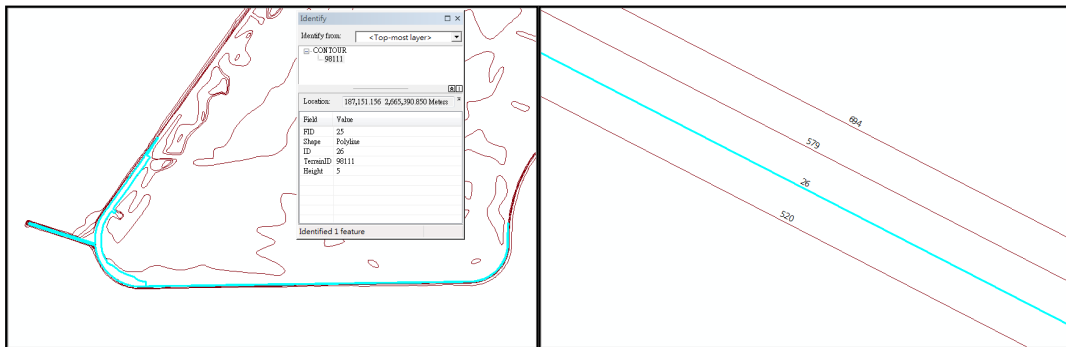 Identify
Identify from: <Top-most layer>
CONTOUR
98111
Location: 187,151.156 2,665,390.850 Meters
Field Value
FID 25
Shape Polyline
ID 26
TerrainID 98111
Height 5
Identified 1 feature
694
579
26
520